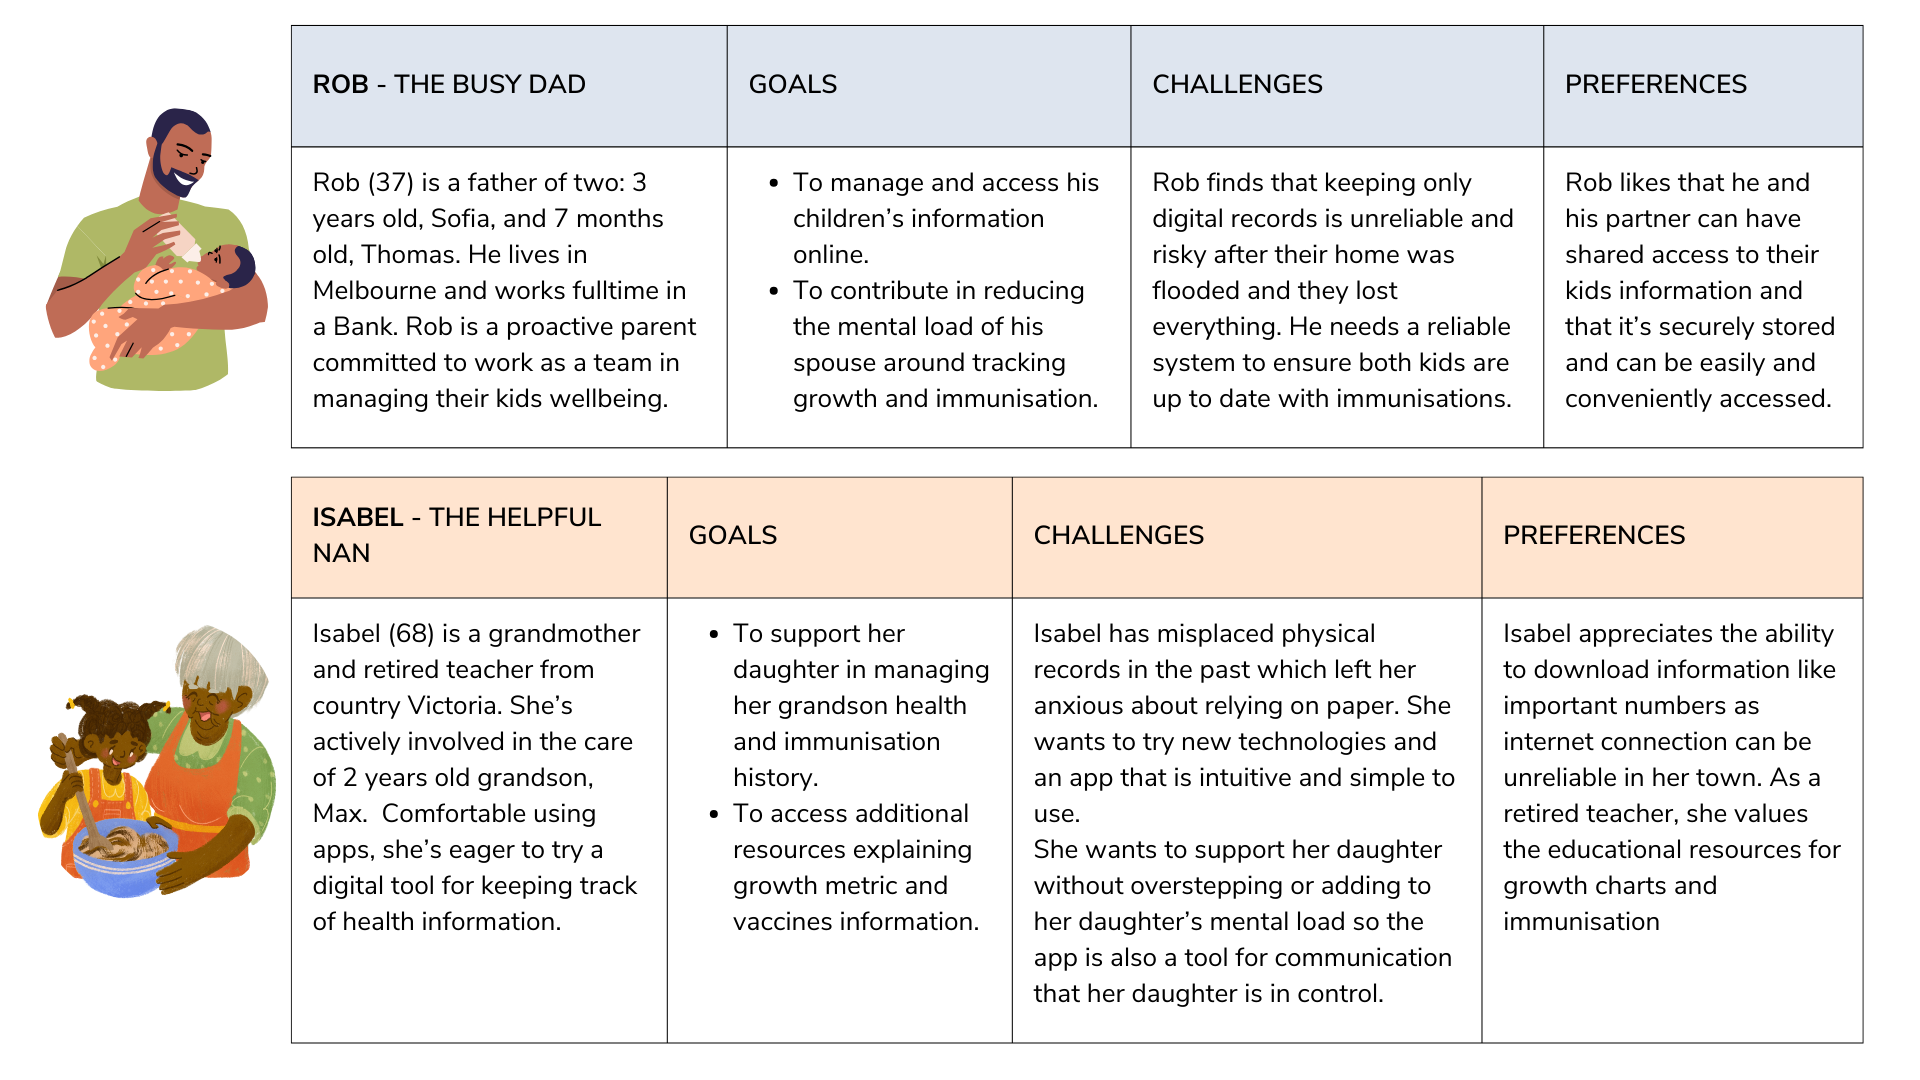 ROB - THE BUSY DAD
GOALS
CHALLENGES
PREFERENCES
Rob (37) is a father of two: 3
years old, Sofia, and 7 months
old, Thomas. He lives in
Melbourne and works fulltime in
a Bank. Rob is a proactive parent
committed to work as a team in
managing their kids wellbeing.
• To manage and access his
children’s information
online.
• To contribute in reducing
the mental load of his
spouse around tracking
growth and immunisation.
Rob finds that keeping only
digital records is unreliable and
risky after their home was
flooded and they lost
everything. He needs a reliable
system to ensure both kids are
up to date with immunisations.
Rob likes that he and
his partner can have
shared access to their
kids information and
that it’s securely stored
and can be easily and
conveniently accessed.
ISABEL - THE HELPFUL
NAN
GOALS
CHALLENGES
PREFERENCES
Isabel (68) is a grandmother
and retired teacher from
country Victoria. She’s
actively involved in the care
of 2 years old grandson,
Max.  Comfortable using
apps, she’s eager to try a
digital tool for keeping track
of health information.
• To support her
daughter in managing
her grandson health
and immunisation
history.
• To access additional
resources explaining
growth metric and
vaccines information.
Isabel has misplaced physical
records in the past which left her
anxious about relying on paper. She
wants to try new technologies and
an app that is intuitive and simple to
use.
She wants to support her daughter
without overstepping or adding to
her daughter’s mental load so the
app is also a tool for communication
that her daughter is in control.
Isabel appreciates the ability
to download information like
important numbers as
internet connection can be
unreliable in her town. As a
retired teacher, she values
the educational resources for
growth charts and
immunisation